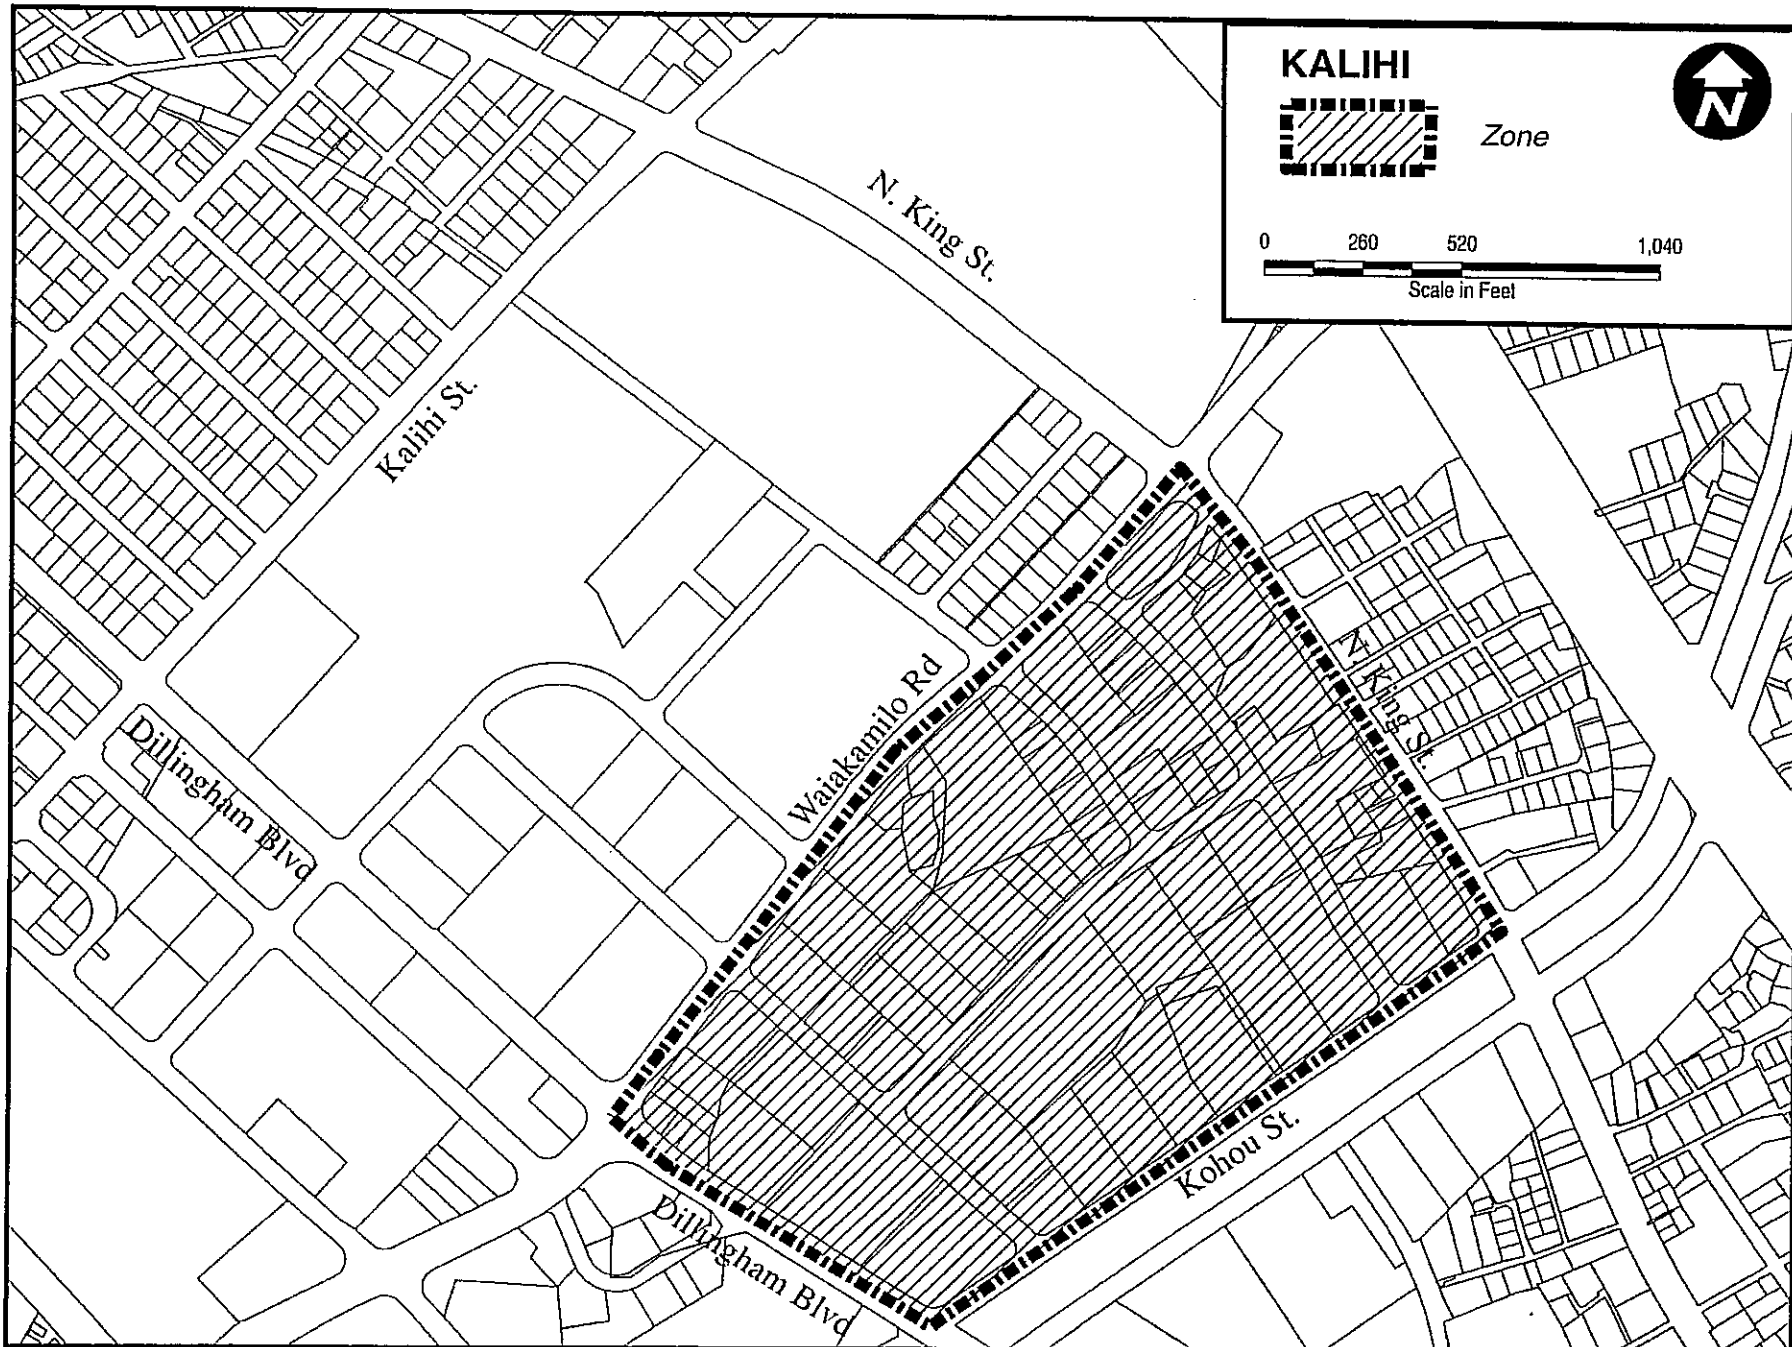 KALIHI
N
Zone
0 260 520 1,040
Scale in Feet
N. King St.
Kalihi St.
N. King St.
Waiakamilo Rd
Dillingham Blvd
Kohou St.
Dillingham Blvd